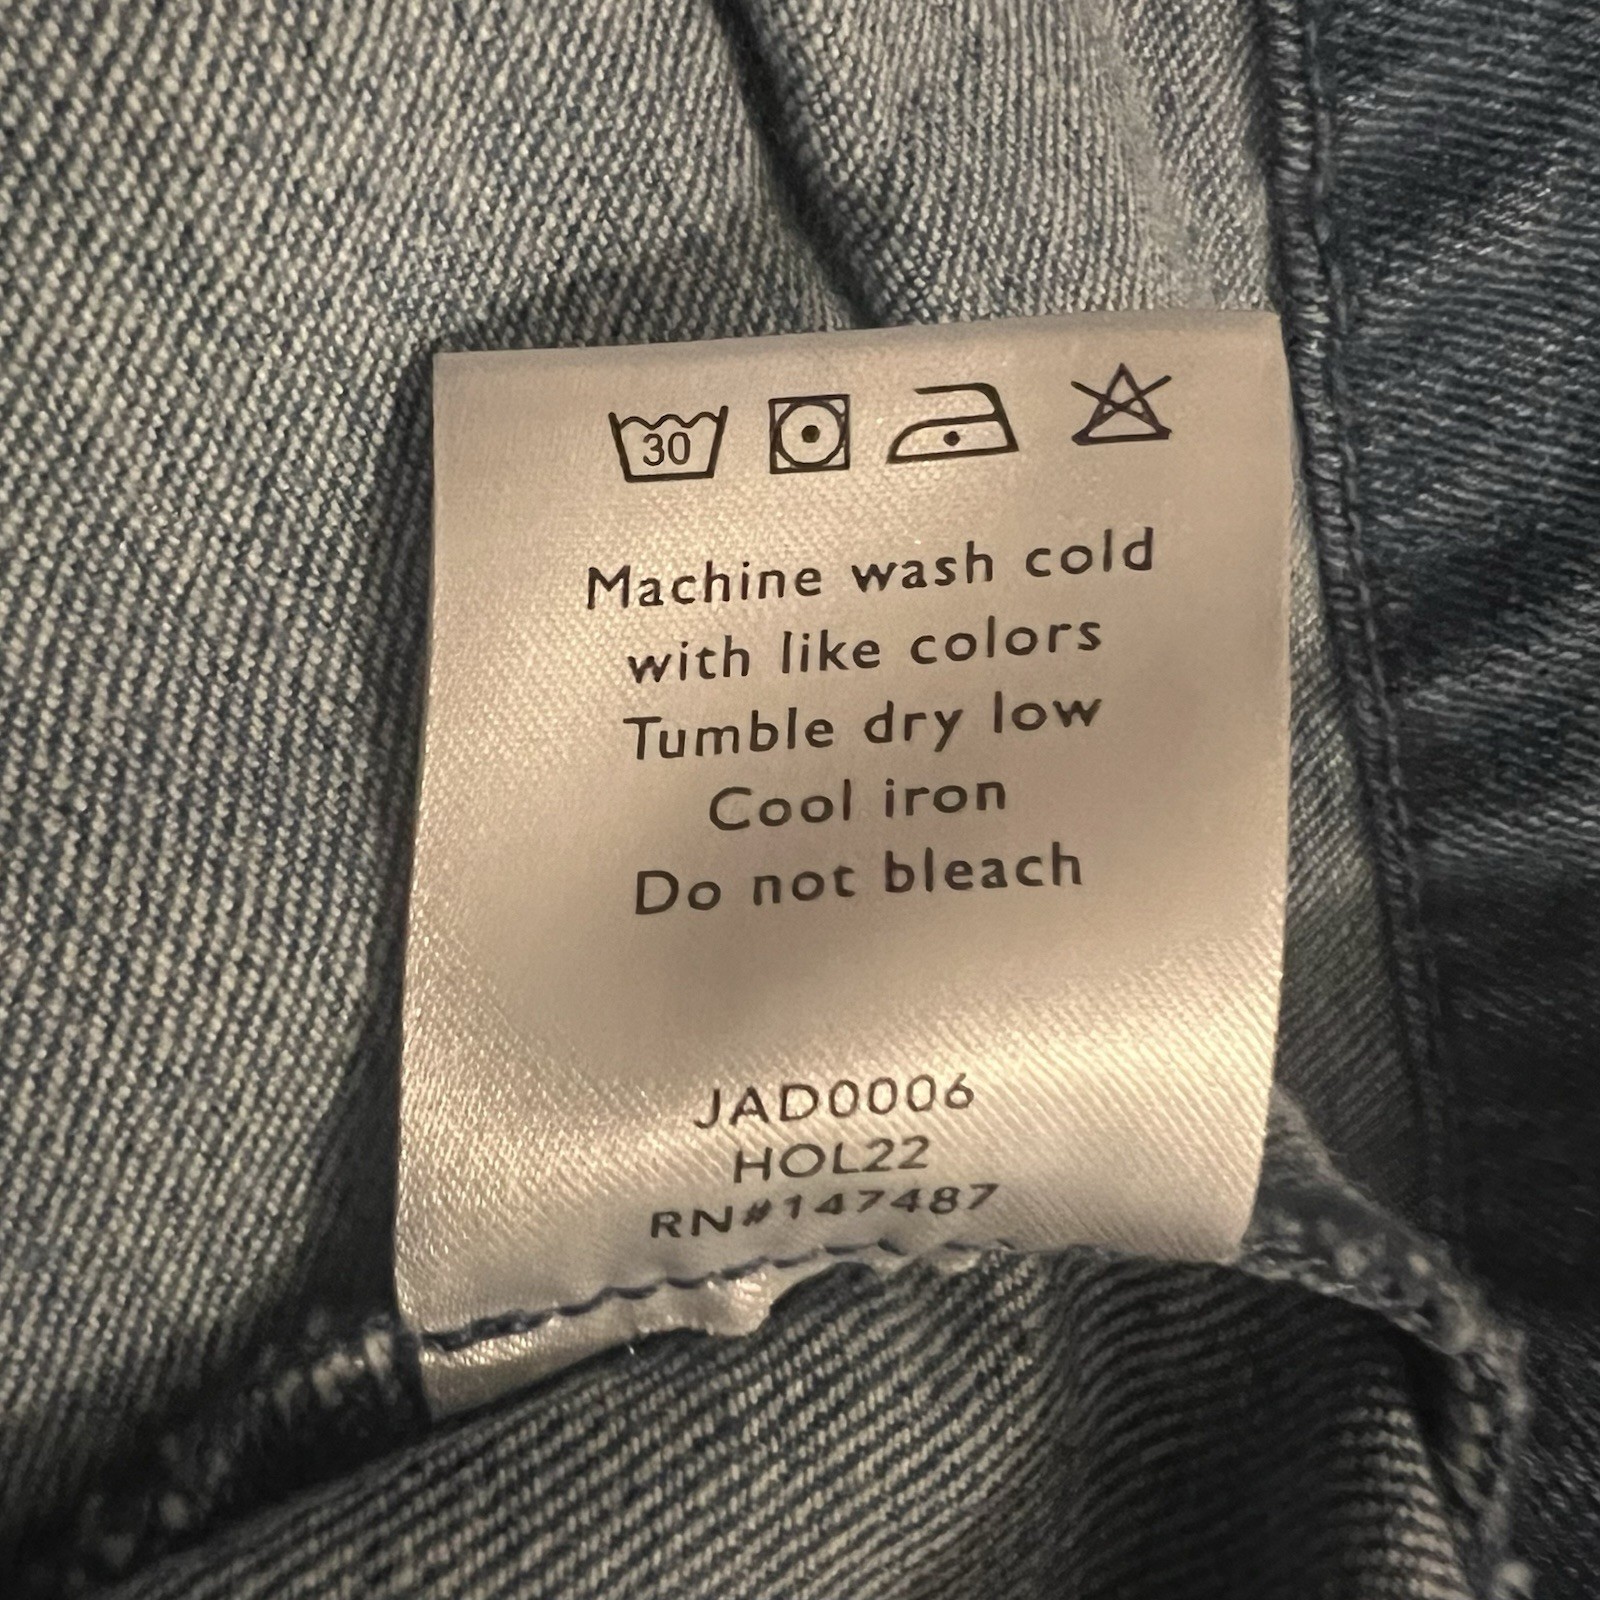 30
Machine wash cold
with like colors
Tumble dry low
Cool iron
Do not bleach
JAD0006
HOL22
RN#147487